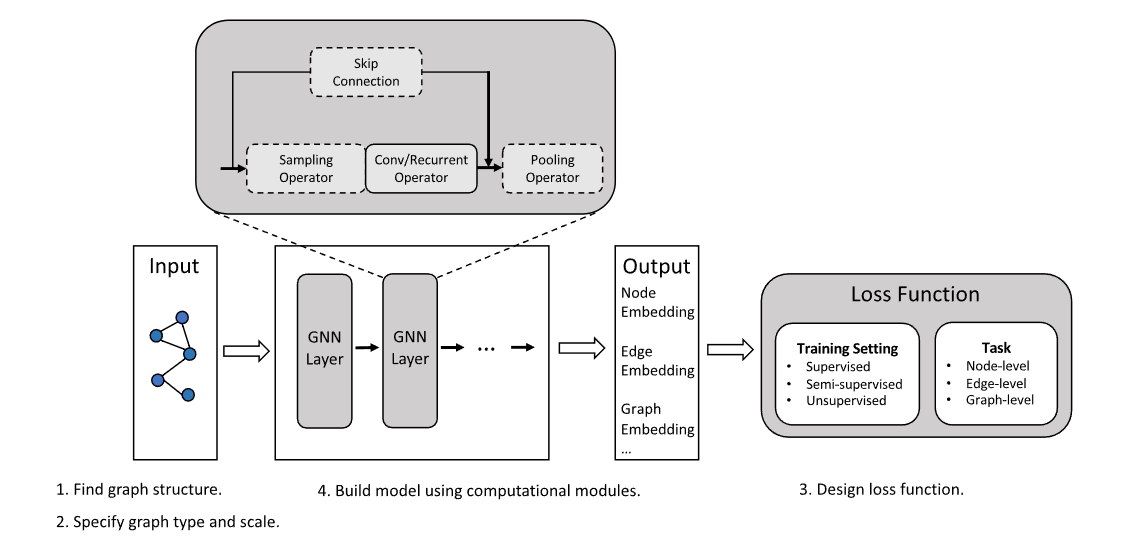 Skip
Connection
Sampling
Operator
Conv/Recurrent
Operator
Pooling
Operator
Input
GNN
Layer
GNN
Layer
...
Output
Node
Embedding
Edge
Embedding
Graph
Embedding
...
Loss Function
Training Setting
• Supervised
• Semi-supervised
• Unsupervised
Task
• Node-level
• Edge-level
• Graph-level
1. Find graph structure.
2. Specify graph type and scale.
4. Build model using computational modules.
3. Design loss function.